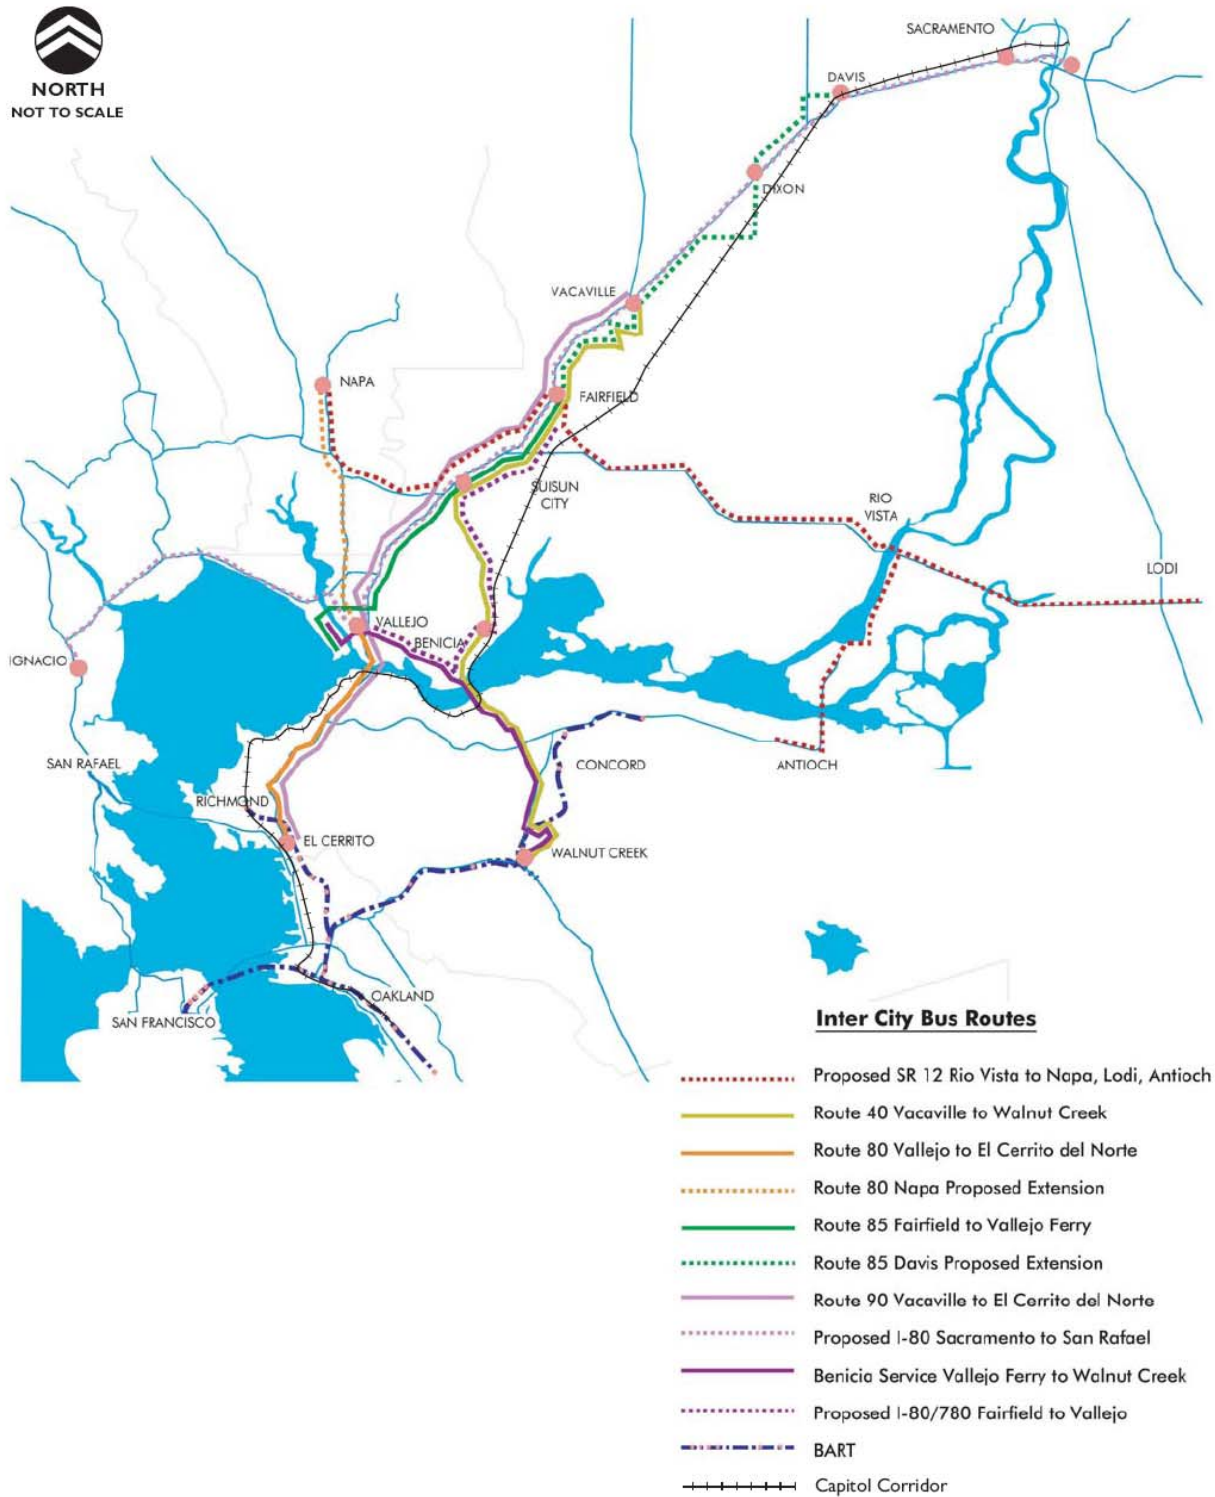 NORTH
NOT TO SCALE
SACRAMENTO
DAVIS
DIXON
VACAVILLE
NAPA
FAIRFIELD
SUISUN
CITY
RIO
VISTA
LODI
VALLEJO
BENICIA
IGNACIO
SAN RAFAEL
CONCORD
ANTIOCH
RICHMOND
EL CERRITO
WALNUT CREEK
OAKLAND
SAN FRANCISCO
Inter City Bus Routes
Proposed SR 12 Rio Vista to Napa, Lodi, Antioch
Route 40 Vacaville to Walnut Creek
Route 80 Vallejo to El Cerrito del Norte
Route 80 Napa Proposed Extension
Route 85 Fairfield to Vallejo Ferry
Route 85 Davis Proposed Extension
Route 90 Vacaville to El Cerrito del Norte
Proposed I-80 Sacramento to San Rafael
Benicia Service Vallejo Ferry to Walnut Creek
Proposed I-80/780 Fairfield to Vallejo
BART
Capitol Corridor